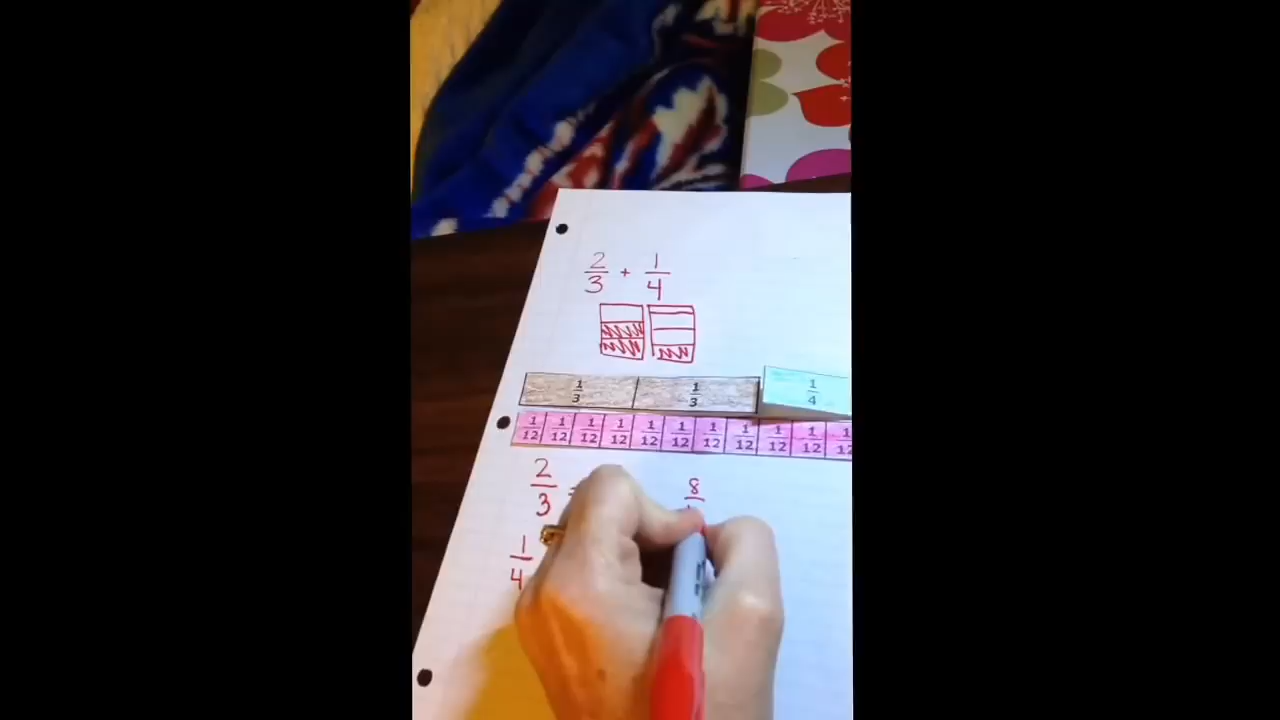 2/3 + 1/4
1/3 1/3 1/4
1/12 1/12 1/12 1/12 1/12 1/12 1/12 1/12 1/12 1/12 1/12
2/3 = 8/
1/4